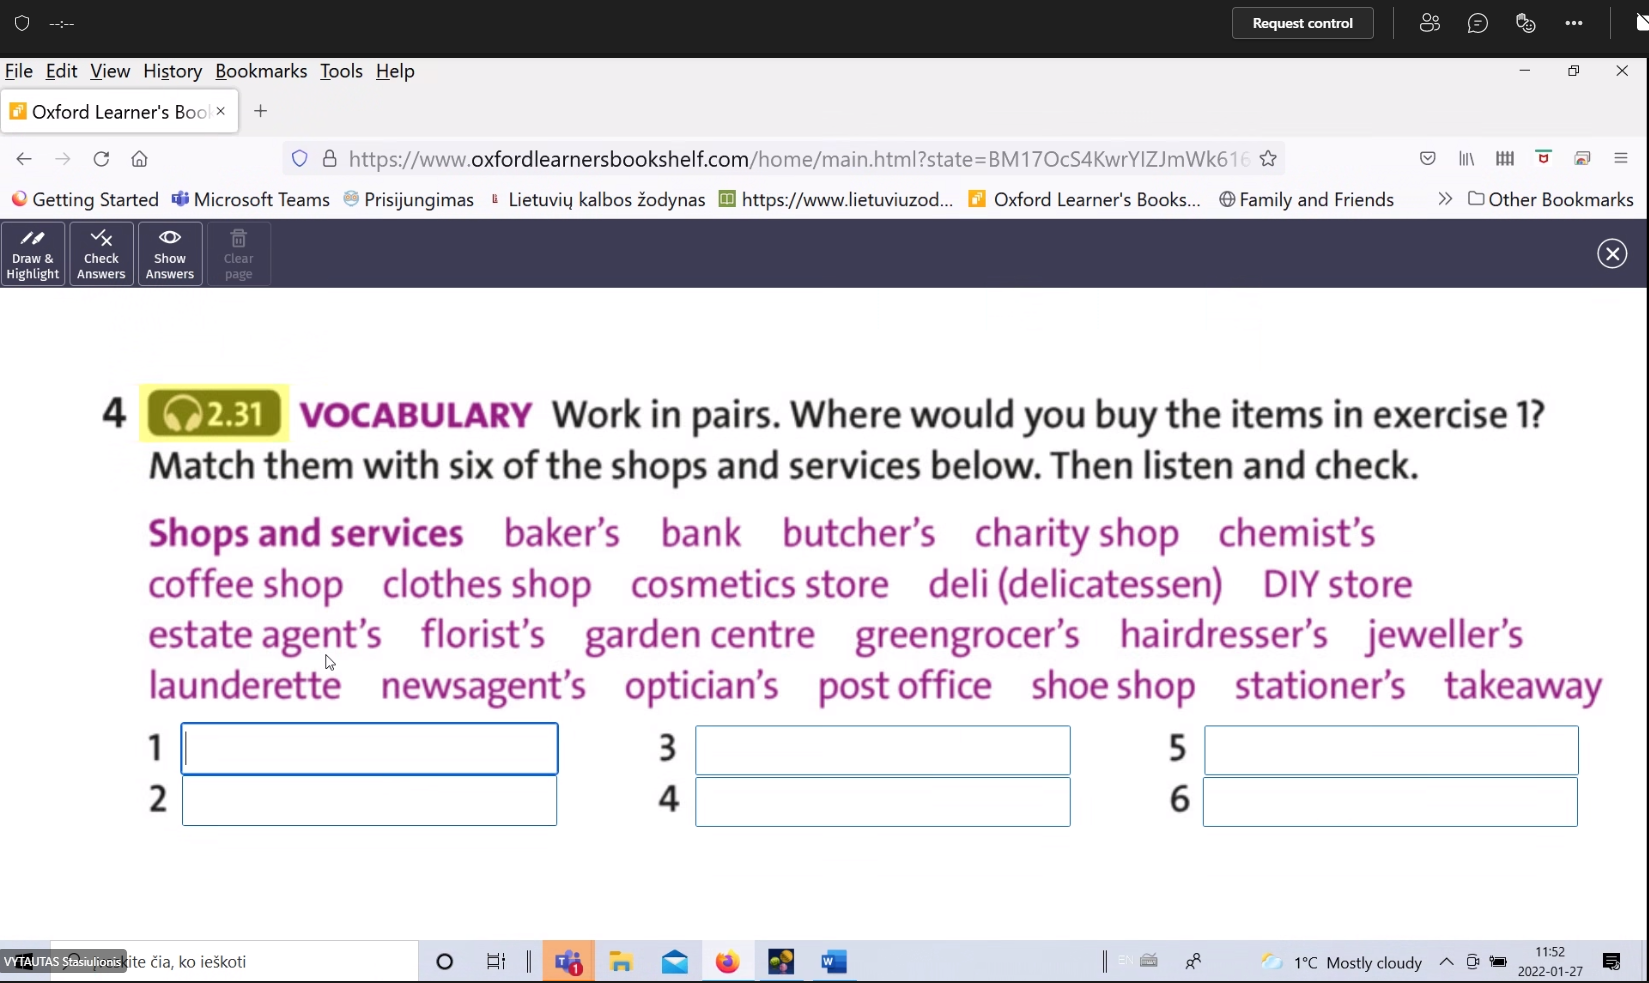 --:--
Request control
File Edit View History Bookmarks Tools Help
Oxford Learner's Boo
https://www.oxfordlearnersbookshelf.com/home/main.html?state=BM17OcS4KwrYIZJmWk616
Getting Started Microsoft Teams Prisijungimas Lietuvių kalbos žodynas https://www.lietuviuzod... Oxford Learner's Books... Family and Friends Other Bookmarks
Draw & Highlight Check Answers Show Answers Clear page
4 2.31 VOCABULARY Work in pairs. Where would you buy the items in exercise 1?
Match them with six of the shops and services below. Then listen and check.
Shops and services baker's bank butcher's charity shop chemist's
coffee shop clothes shop cosmetics store deli (delicatessen) DIY store
estate agent's florist's garden centre greengrocer's hairdresser's jeweller's
launderette newsagent's optician's post office shoe shop stationer's takeaway
1 3 5
2 4 6
VYTAUTAS Stasiulionis kite čia, ko ieškoti 1 EN 1°C Mostly cloudy 11:52
2022-01-27